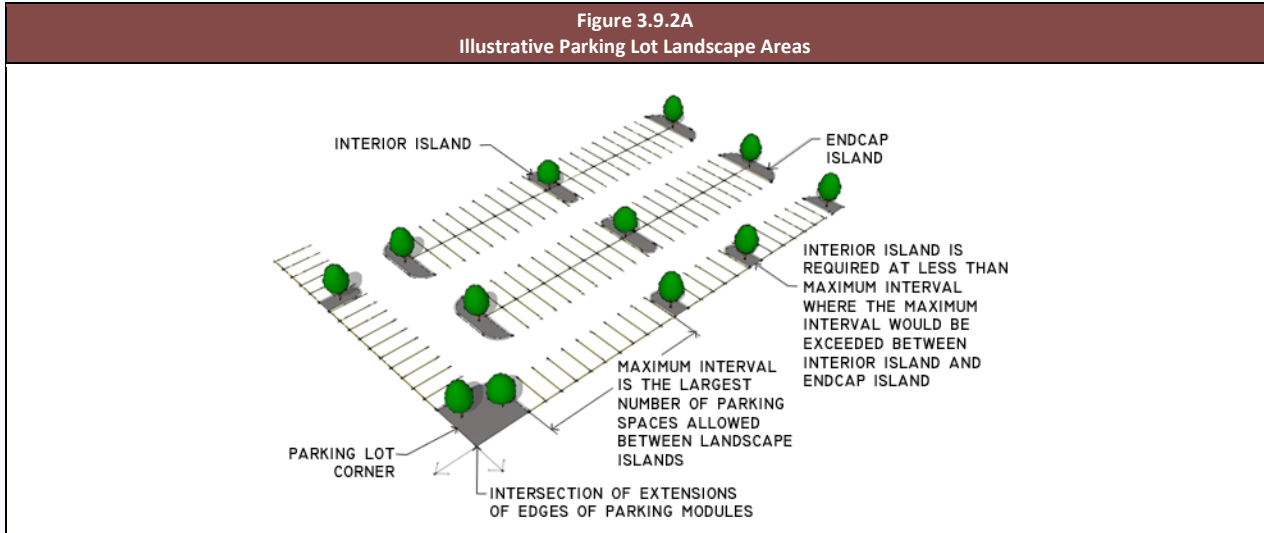 Figure 3.9.2A
Illustrative Parking Lot Landscape Areas
INTERIOR ISLAND
ENDCAP
ISLAND
INTERIOR ISLAND IS
REQUIRED AT LESS THAN
MAXIMUM INTERVAL
WHERE THE MAXIMUM
INTERVAL WOULD BE
EXCEEDED BETWEEN
INTERIOR ISLAND AND
ENDCAP ISLAND
MAXIMUM INTERVAL
IS THE LARGEST
NUMBER OF PARKING
SPACES ALLOWED
BETWEEN LANDSCAPE
ISLANDS
PARKING LOT
CORNER
INTERSECTION OF EXTENSIONS
OF EDGES OF PARKING MODULES